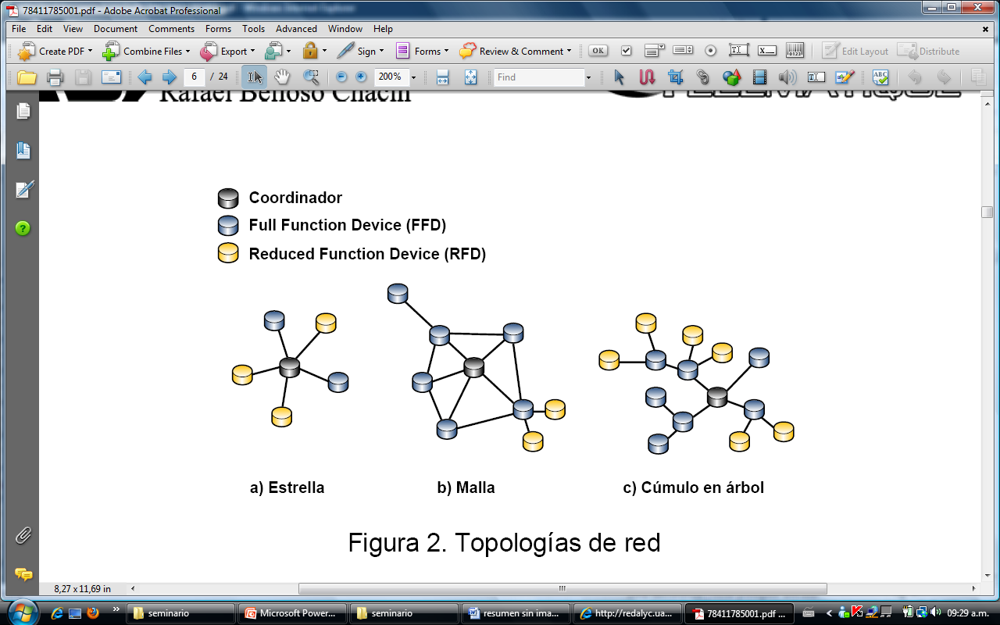 78411785001.pdf - Adobe Acrobat Professional
File Edit View Document Comments Forms Tools Advanced Window Help
Create PDF Combine Files Export Sign Forms Review & Comment OK Edit Layout Distribute
6 / 24 200% Find
Rafael Belloso Chacín
Coordinador
Full Function Device (FFD)
Reduced Function Device (RFD)
a) Estrella b) Malla c) Cúmulo en árbol
Figura 2. Topologías de red
8,27 x 11,69 in
seminario Microsoft Power... seminario resumen sin ima... http://redalyc.ua... 78411785001.pdf ... 09:29 a.m.